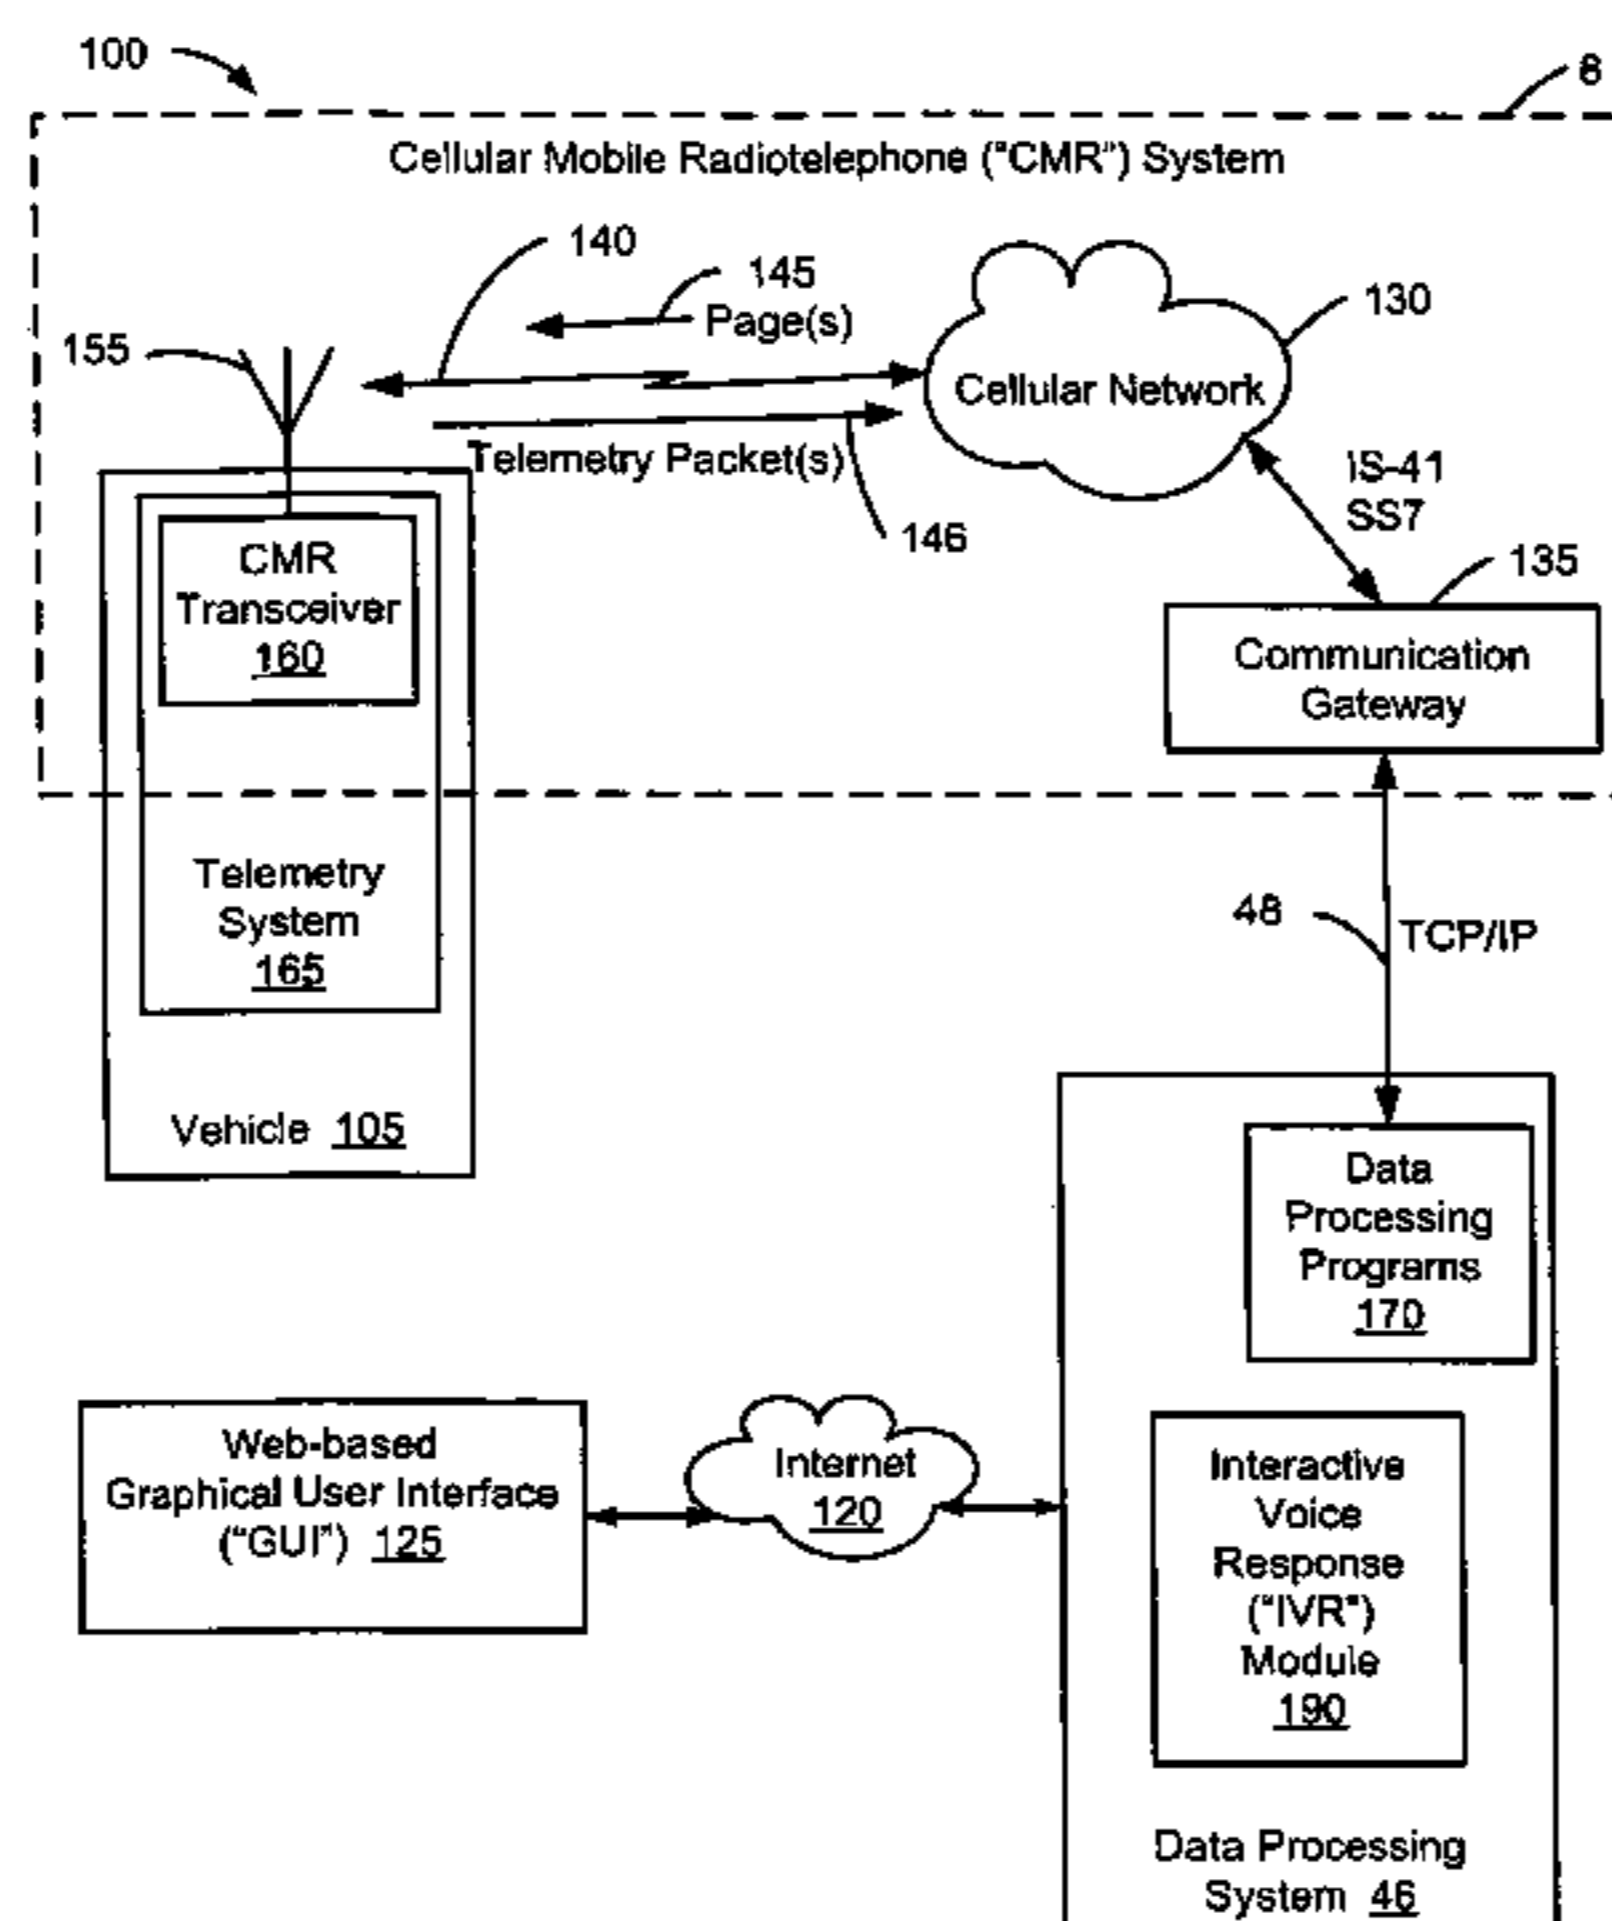 100
8
Cellular Mobile Radiotelephone ("CMR") System
140
145
Page(s)
130
155
Cellular Network
Telemetry Packet(s)
146
IS-41
SS7
135
CMR
Transceiver
160
Communication
Gateway
Telemetry
System
165
48
TCP/IP
Vehicle 105
Data
Processing
Programs
170
Web-based
Graphical User Interface
("GUI") 125
Internet
120
Interactive
Voice
Response
("IVR")
Module
190
Data Processing
System 46